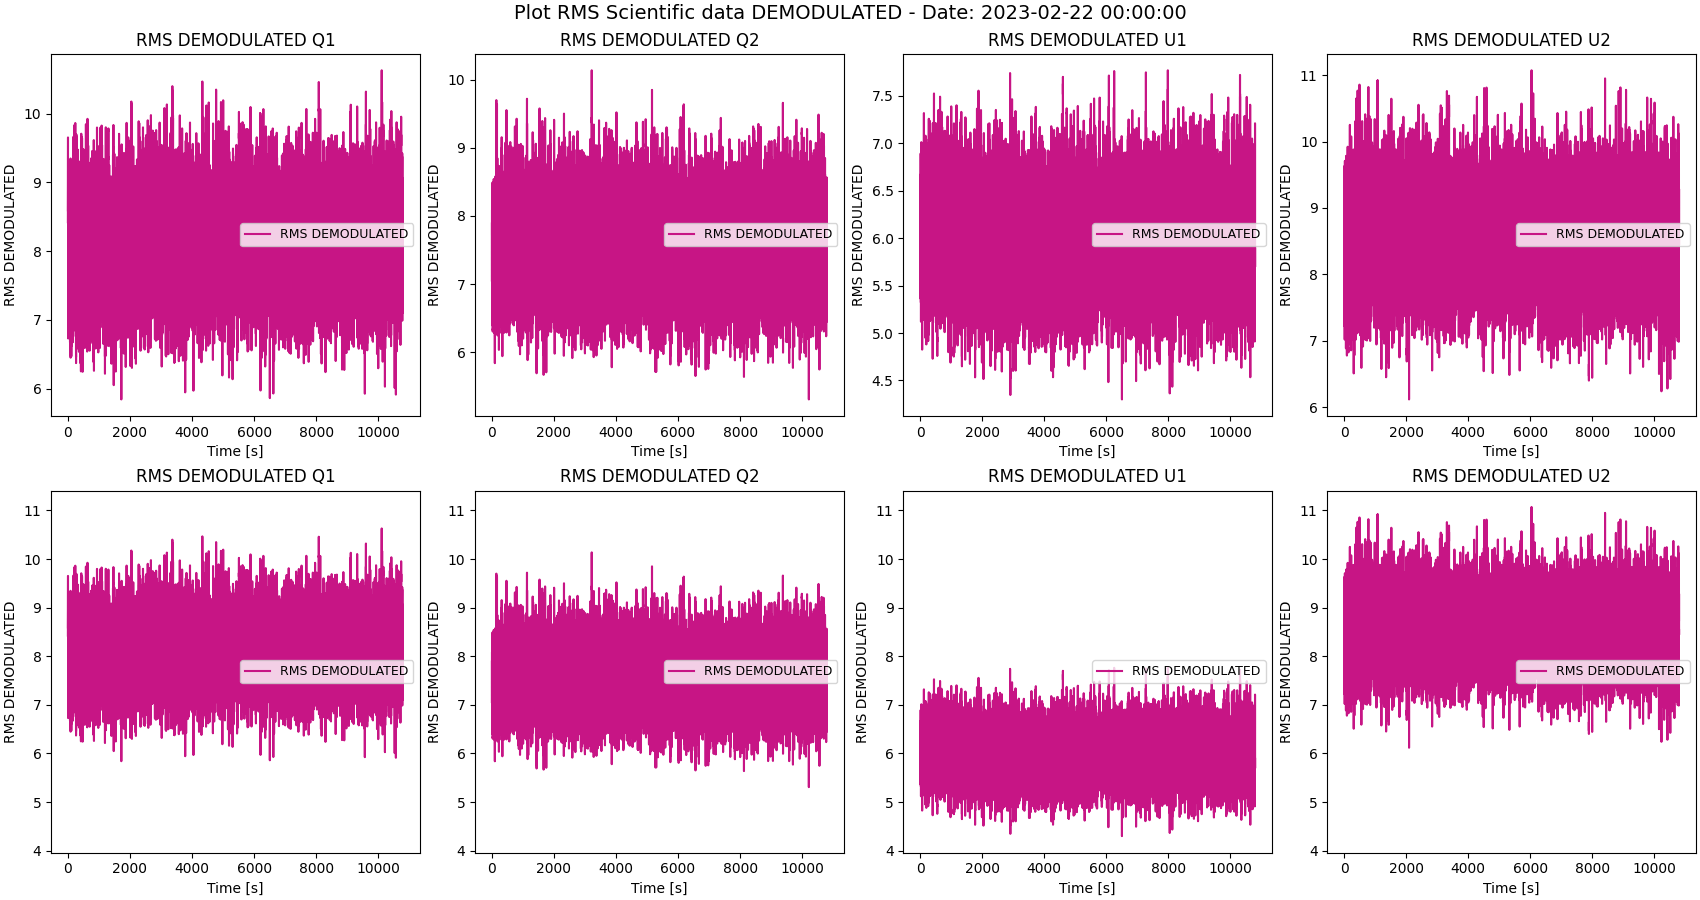 Plot RMS Scientific data DEMODULATED - Date: 2023-02-22 00:00:00
RMS DEMODULATED Q1
RMS DEMODULATED
10
9
8
7
6
RMS DEMODULATED
0 2000 4000 6000 8000 10000
Time [s]
RMS DEMODULATED Q2
RMS DEMODULATED
10
9
8
7
6
RMS DEMODULATED
0 2000 4000 6000 8000 10000
Time [s]
RMS DEMODULATED U1
RMS DEMODULATED
7.5
7.0
6.5
6.0
5.5
5.0
4.5
RMS DEMODULATED
0 2000 4000 6000 8000 10000
Time [s]
RMS DEMODULATED U2
RMS DEMODULATED
11
10
9
8
7
6
RMS DEMODULATED
0 2000 4000 6000 8000 10000
Time [s]
RMS DEMODULATED Q1
RMS DEMODULATED
11
10
9
8
7
6
5
4
RMS DEMODULATED
0 2000 4000 6000 8000 10000
Time [s]
RMS DEMODULATED Q2
RMS DEMODULATED
11
10
9
8
7
6
5
4
RMS DEMODULATED
0 2000 4000 6000 8000 10000
Time [s]
RMS DEMODULATED U1
RMS DEMODULATED
11
10
9
8
7
6
5
4
RMS DEMODULATED
0 2000 4000 6000 8000 10000
Time [s]
RMS DEMODULATED U2
RMS DEMODULATED
11
10
9
8
7
6
5
4
RMS DEMODULATED
0 2000 4000 6000 8000 10000
Time [s]